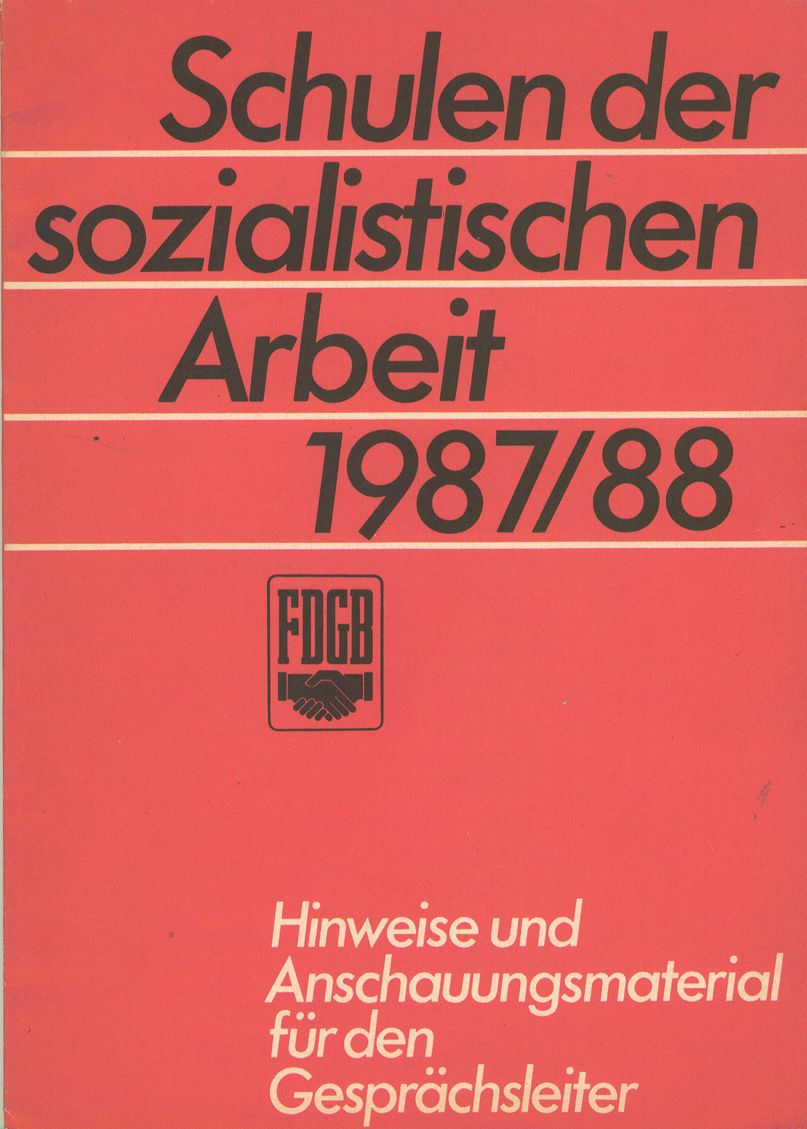 Schulen der
sozialistischen
Arbeit
1987/88
FDGB
Hinweise und
Anschauungsmaterial
für den
Gesprächsleiter